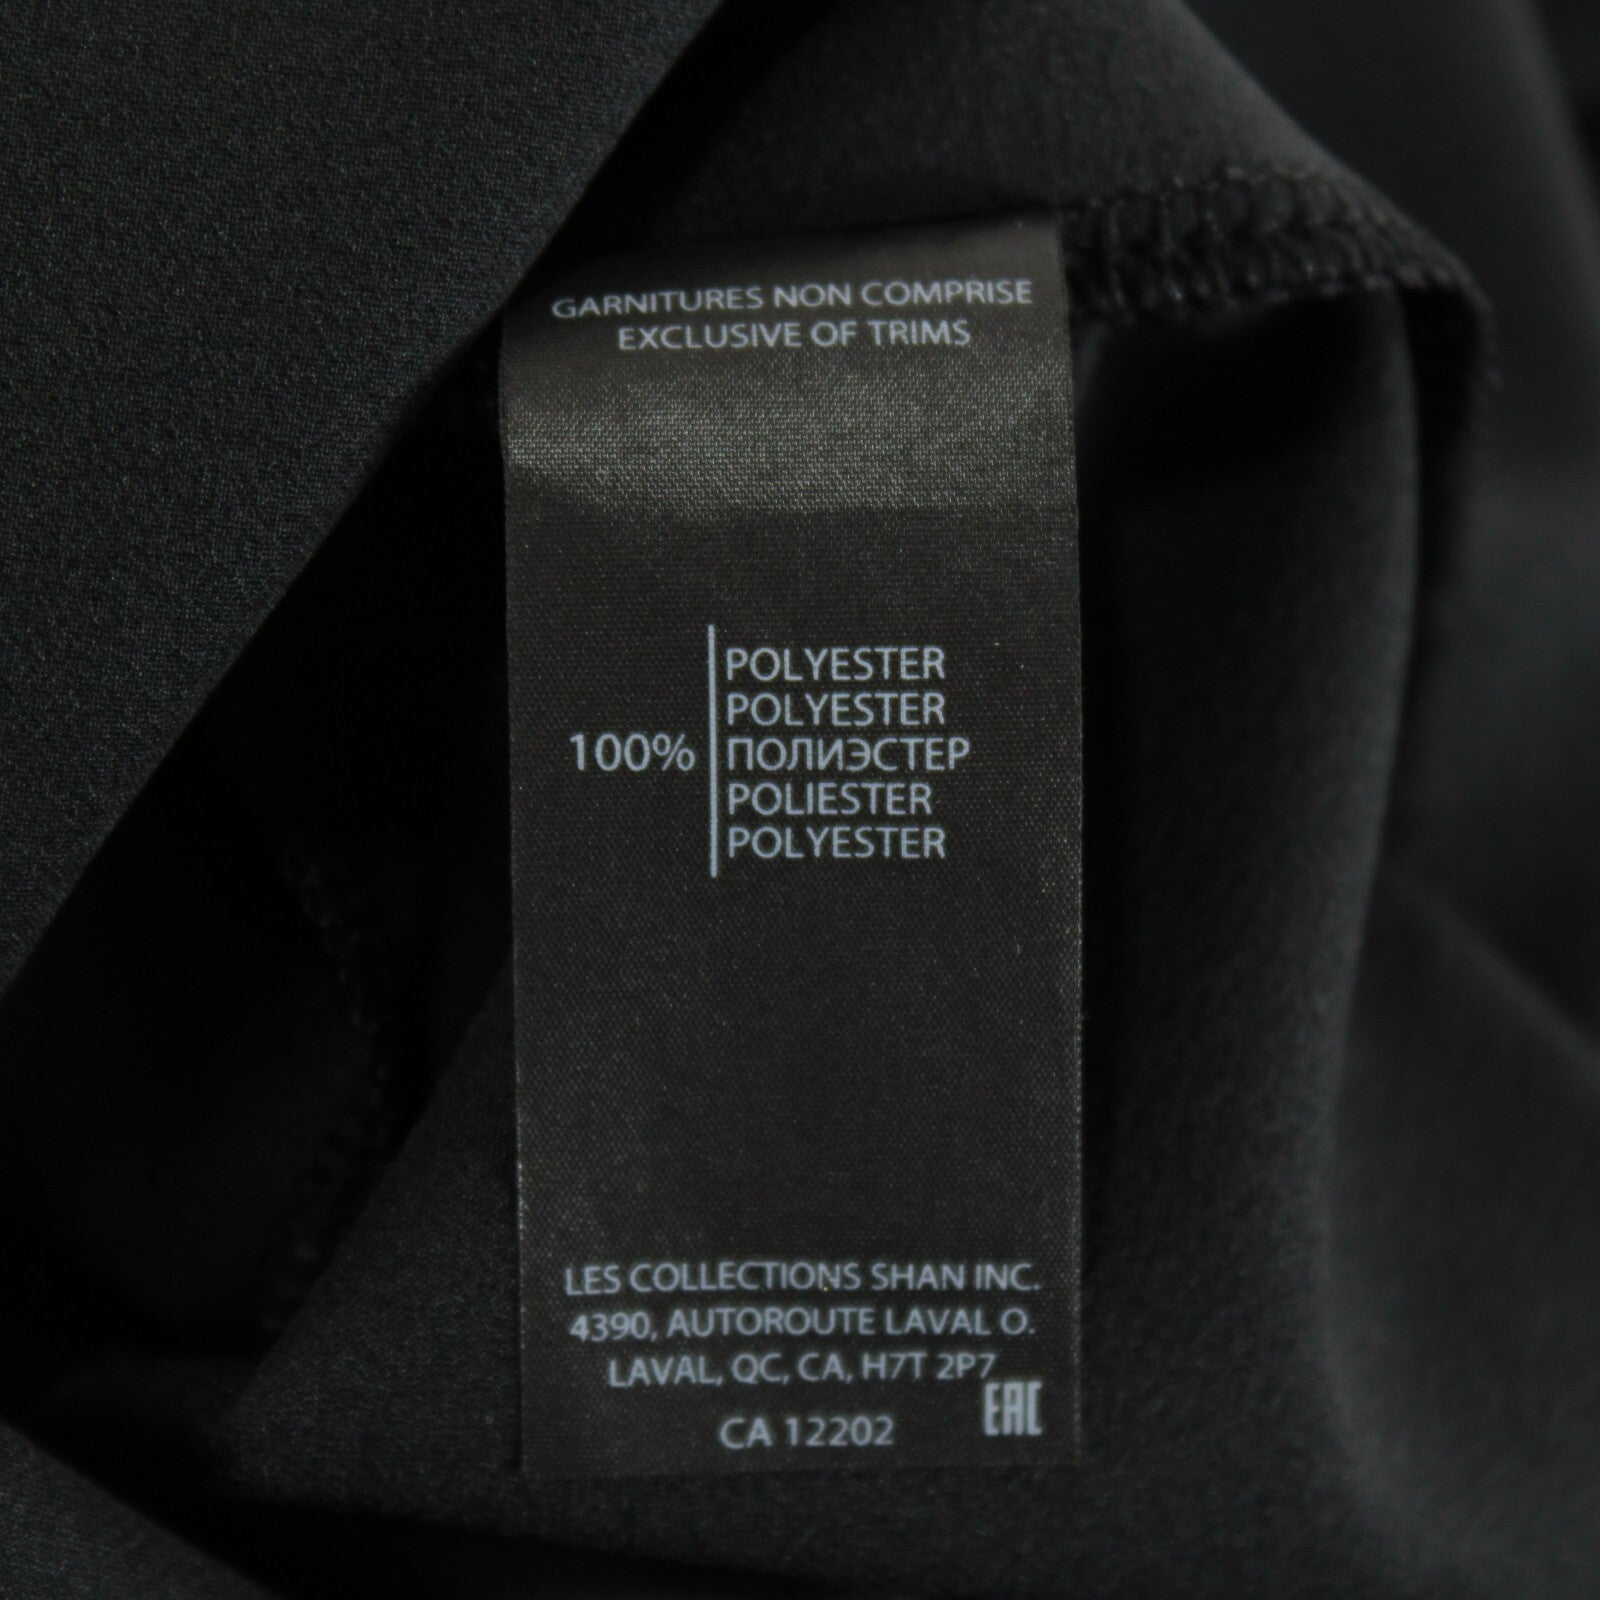 GARNITURES NON COMPRISE
EXCLUSIVE OF TRIMS
POLYESTER
POLYESTER
100% ПОЛИЭСТЕР
POLIESTER
POLYESTER
LES COLLECTIONS SHAN INC.
4390, AUTOROUTE LAVAL O.
LAVAL, QC, CA, H7T 2P7
EAC
CA 12202